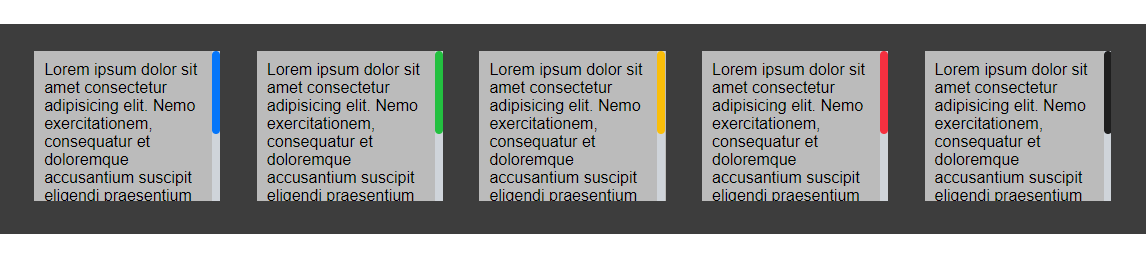 Lorem ipsum dolor sit
amet consectetur
adipisicing elit. Nemo
exercitationem,
consequatur et
doloremque
accusantium suscipit
eligendi praesentium
Lorem ipsum dolor sit
amet consectetur
adipisicing elit. Nemo
exercitationem,
consequatur et
doloremque
accusantium suscipit
eligendi praesentium
Lorem ipsum dolor sit
amet consectetur
adipisicing elit. Nemo
exercitationem,
consequatur et
doloremque
accusantium suscipit
eligendi praesentium
Lorem ipsum dolor sit
amet consectetur
adipisicing elit. Nemo
exercitationem,
consequatur et
doloremque
accusantium suscipit
eligendi praesentium
Lorem ipsum dolor sit
amet consectetur
adipisicing elit. Nemo
exercitationem,
consequatur et
doloremque
accusantium suscipit
eligendi praesentium